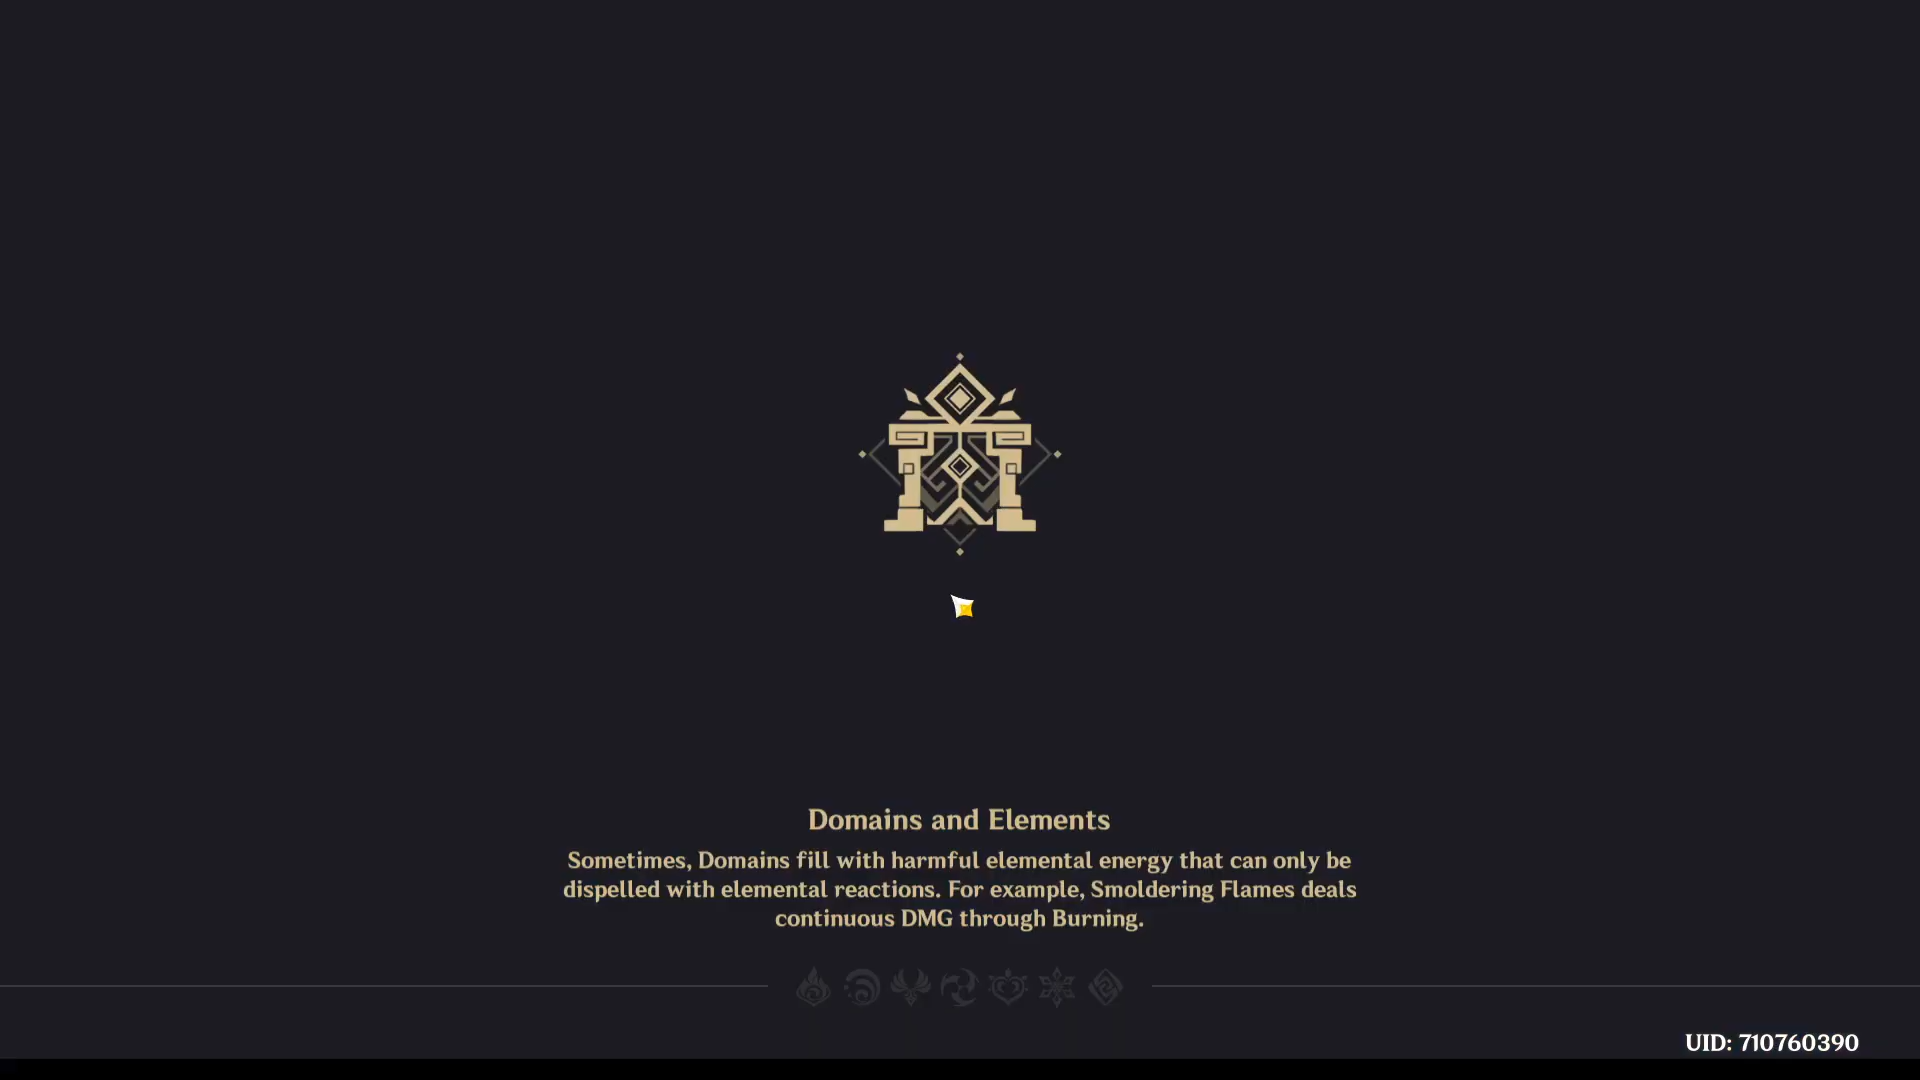 Domains and Elements
Sometimes, Domains fill with harmful elemental energy that can only be
dispelled with elemental reactions. For example, Smoldering Flames deals
continuous DMG through Burning.
UID: 710760390